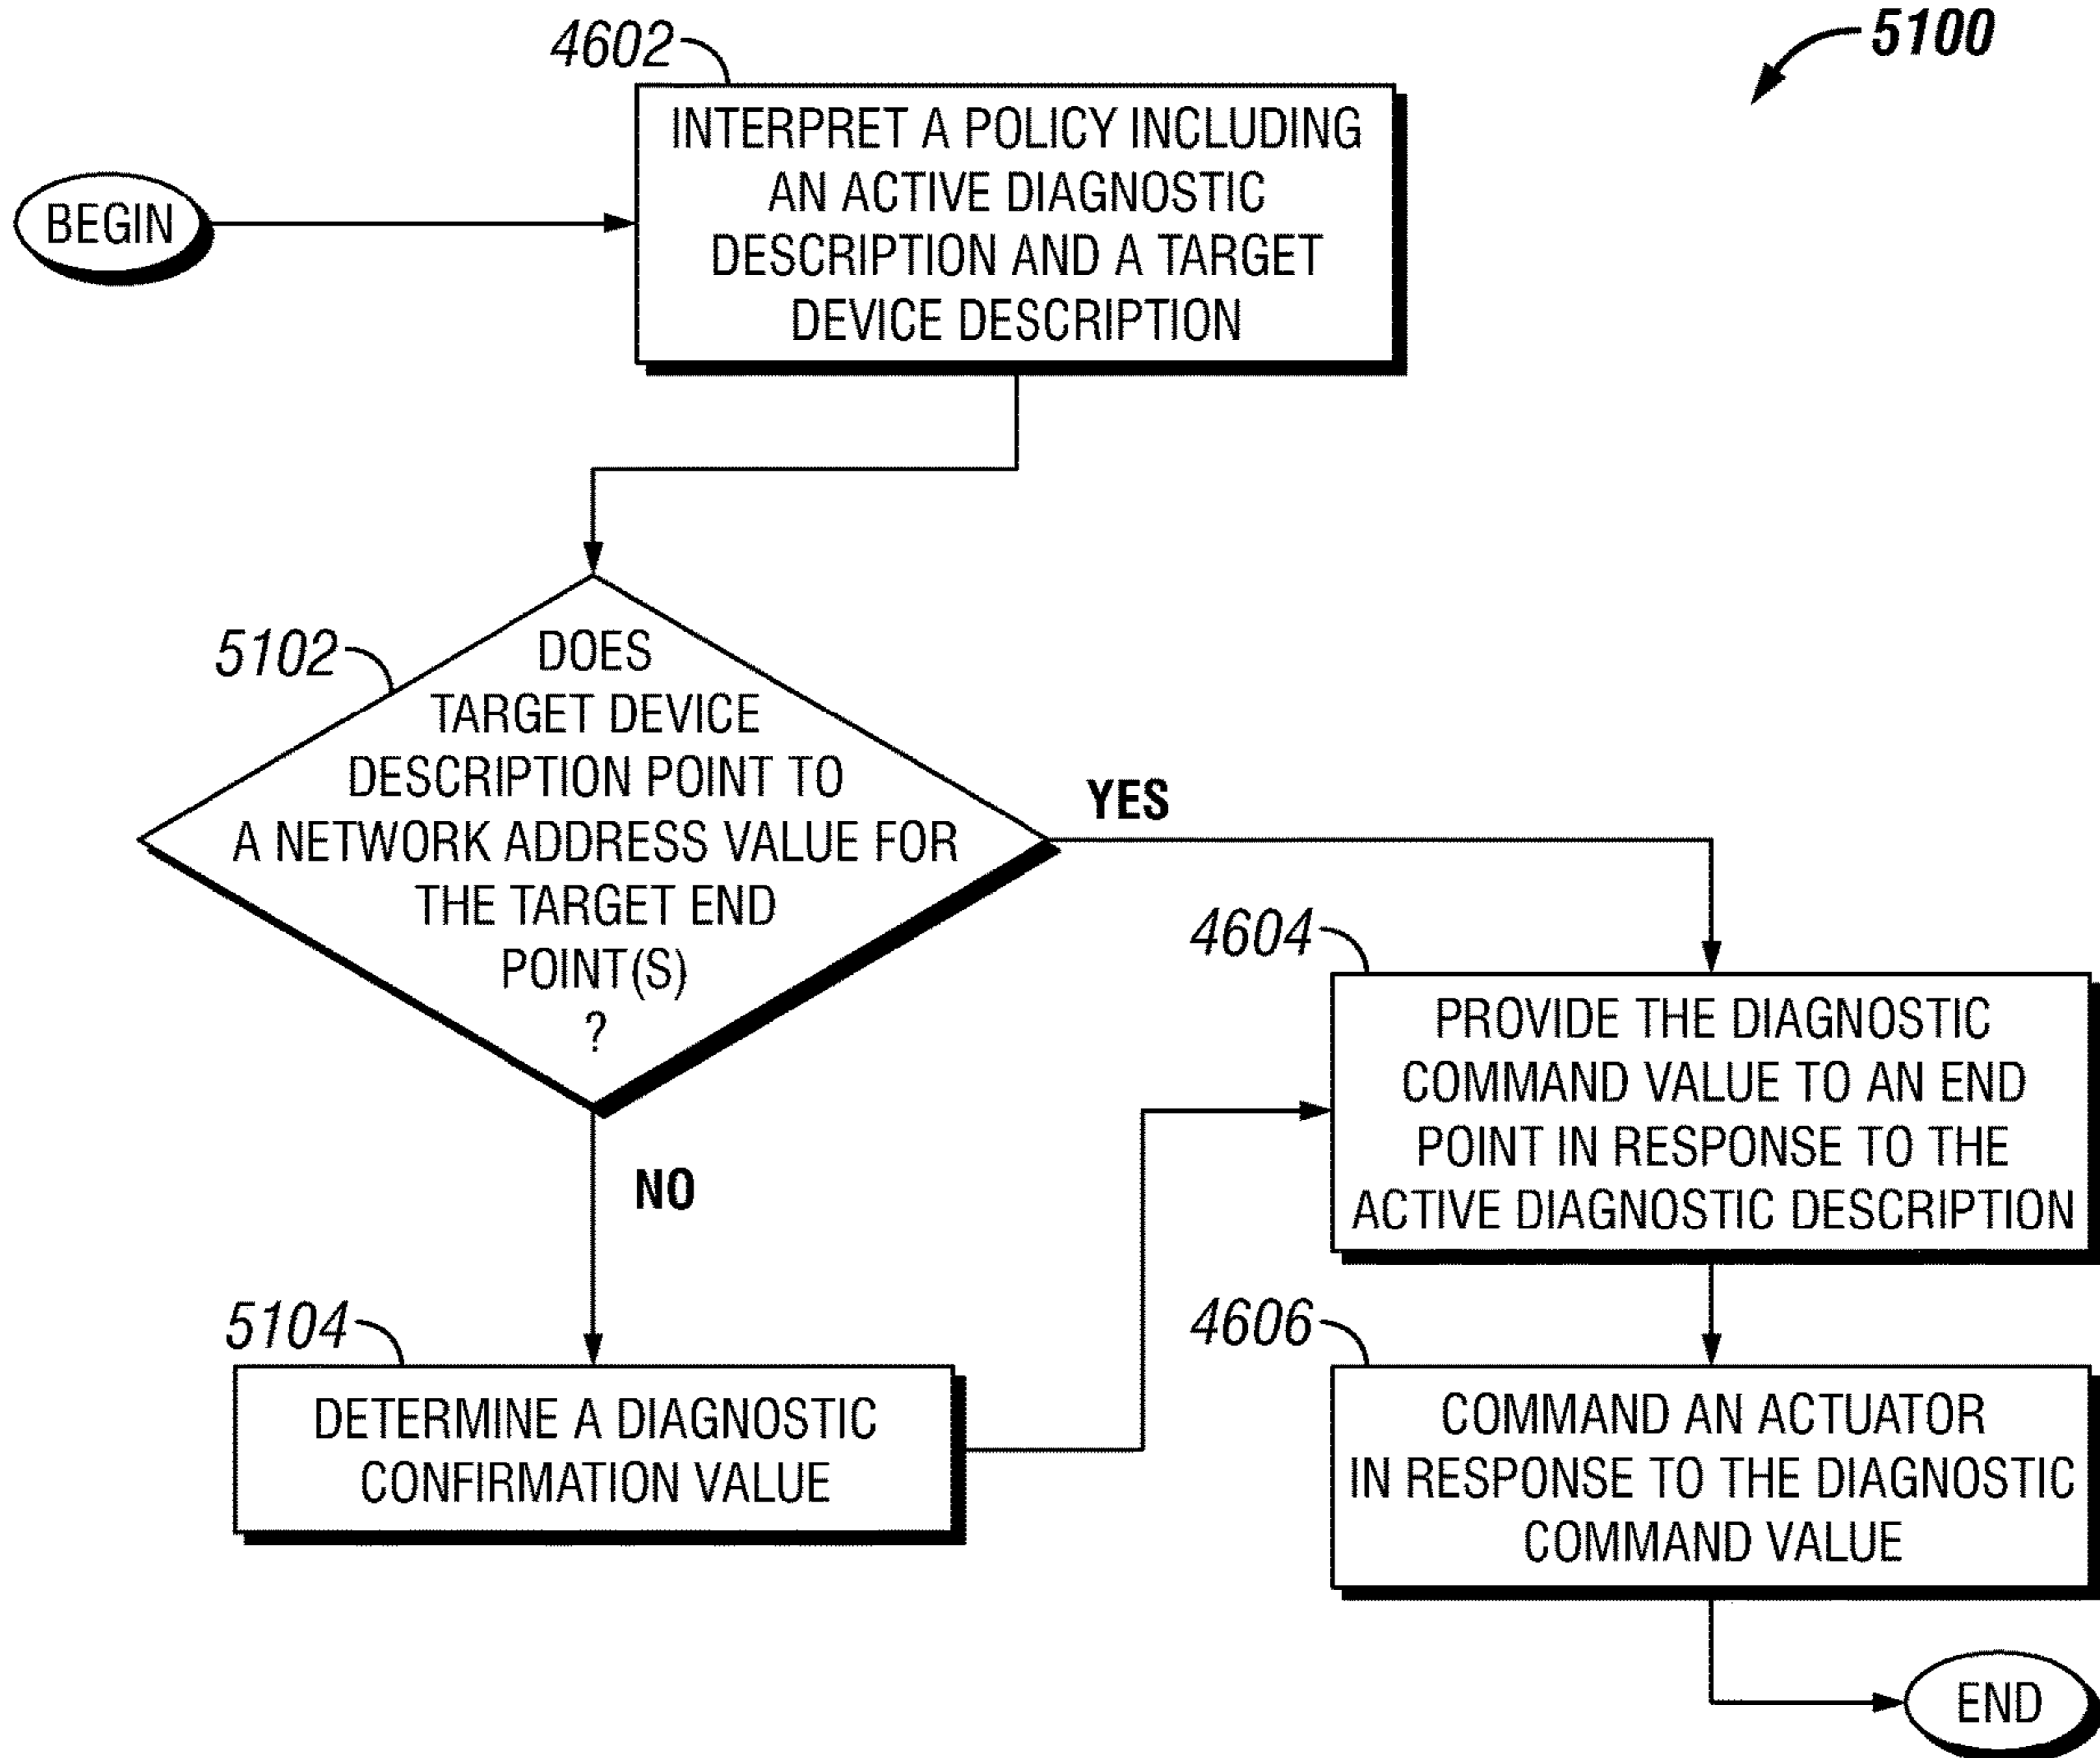 5100
4602
INTERPRET A POLICY INCLUDING
AN ACTIVE DIAGNOSTIC
DESCRIPTION AND A TARGET
DEVICE DESCRIPTION
BEGIN
5102
DOES
TARGET DEVICE
DESCRIPTION POINT TO
A NETWORK ADDRESS VALUE FOR
THE TARGET END
POINT(S)
?
YES
NO
4604
PROVIDE THE DIAGNOSTIC
COMMAND VALUE TO AN END
POINT IN RESPONSE TO THE
ACTIVE DIAGNOSTIC DESCRIPTION
5104
DETERMINE A DIAGNOSTIC
CONFIRMATION VALUE
4606
COMMAND AN ACTUATOR
IN RESPONSE TO THE DIAGNOSTIC
COMMAND VALUE
END